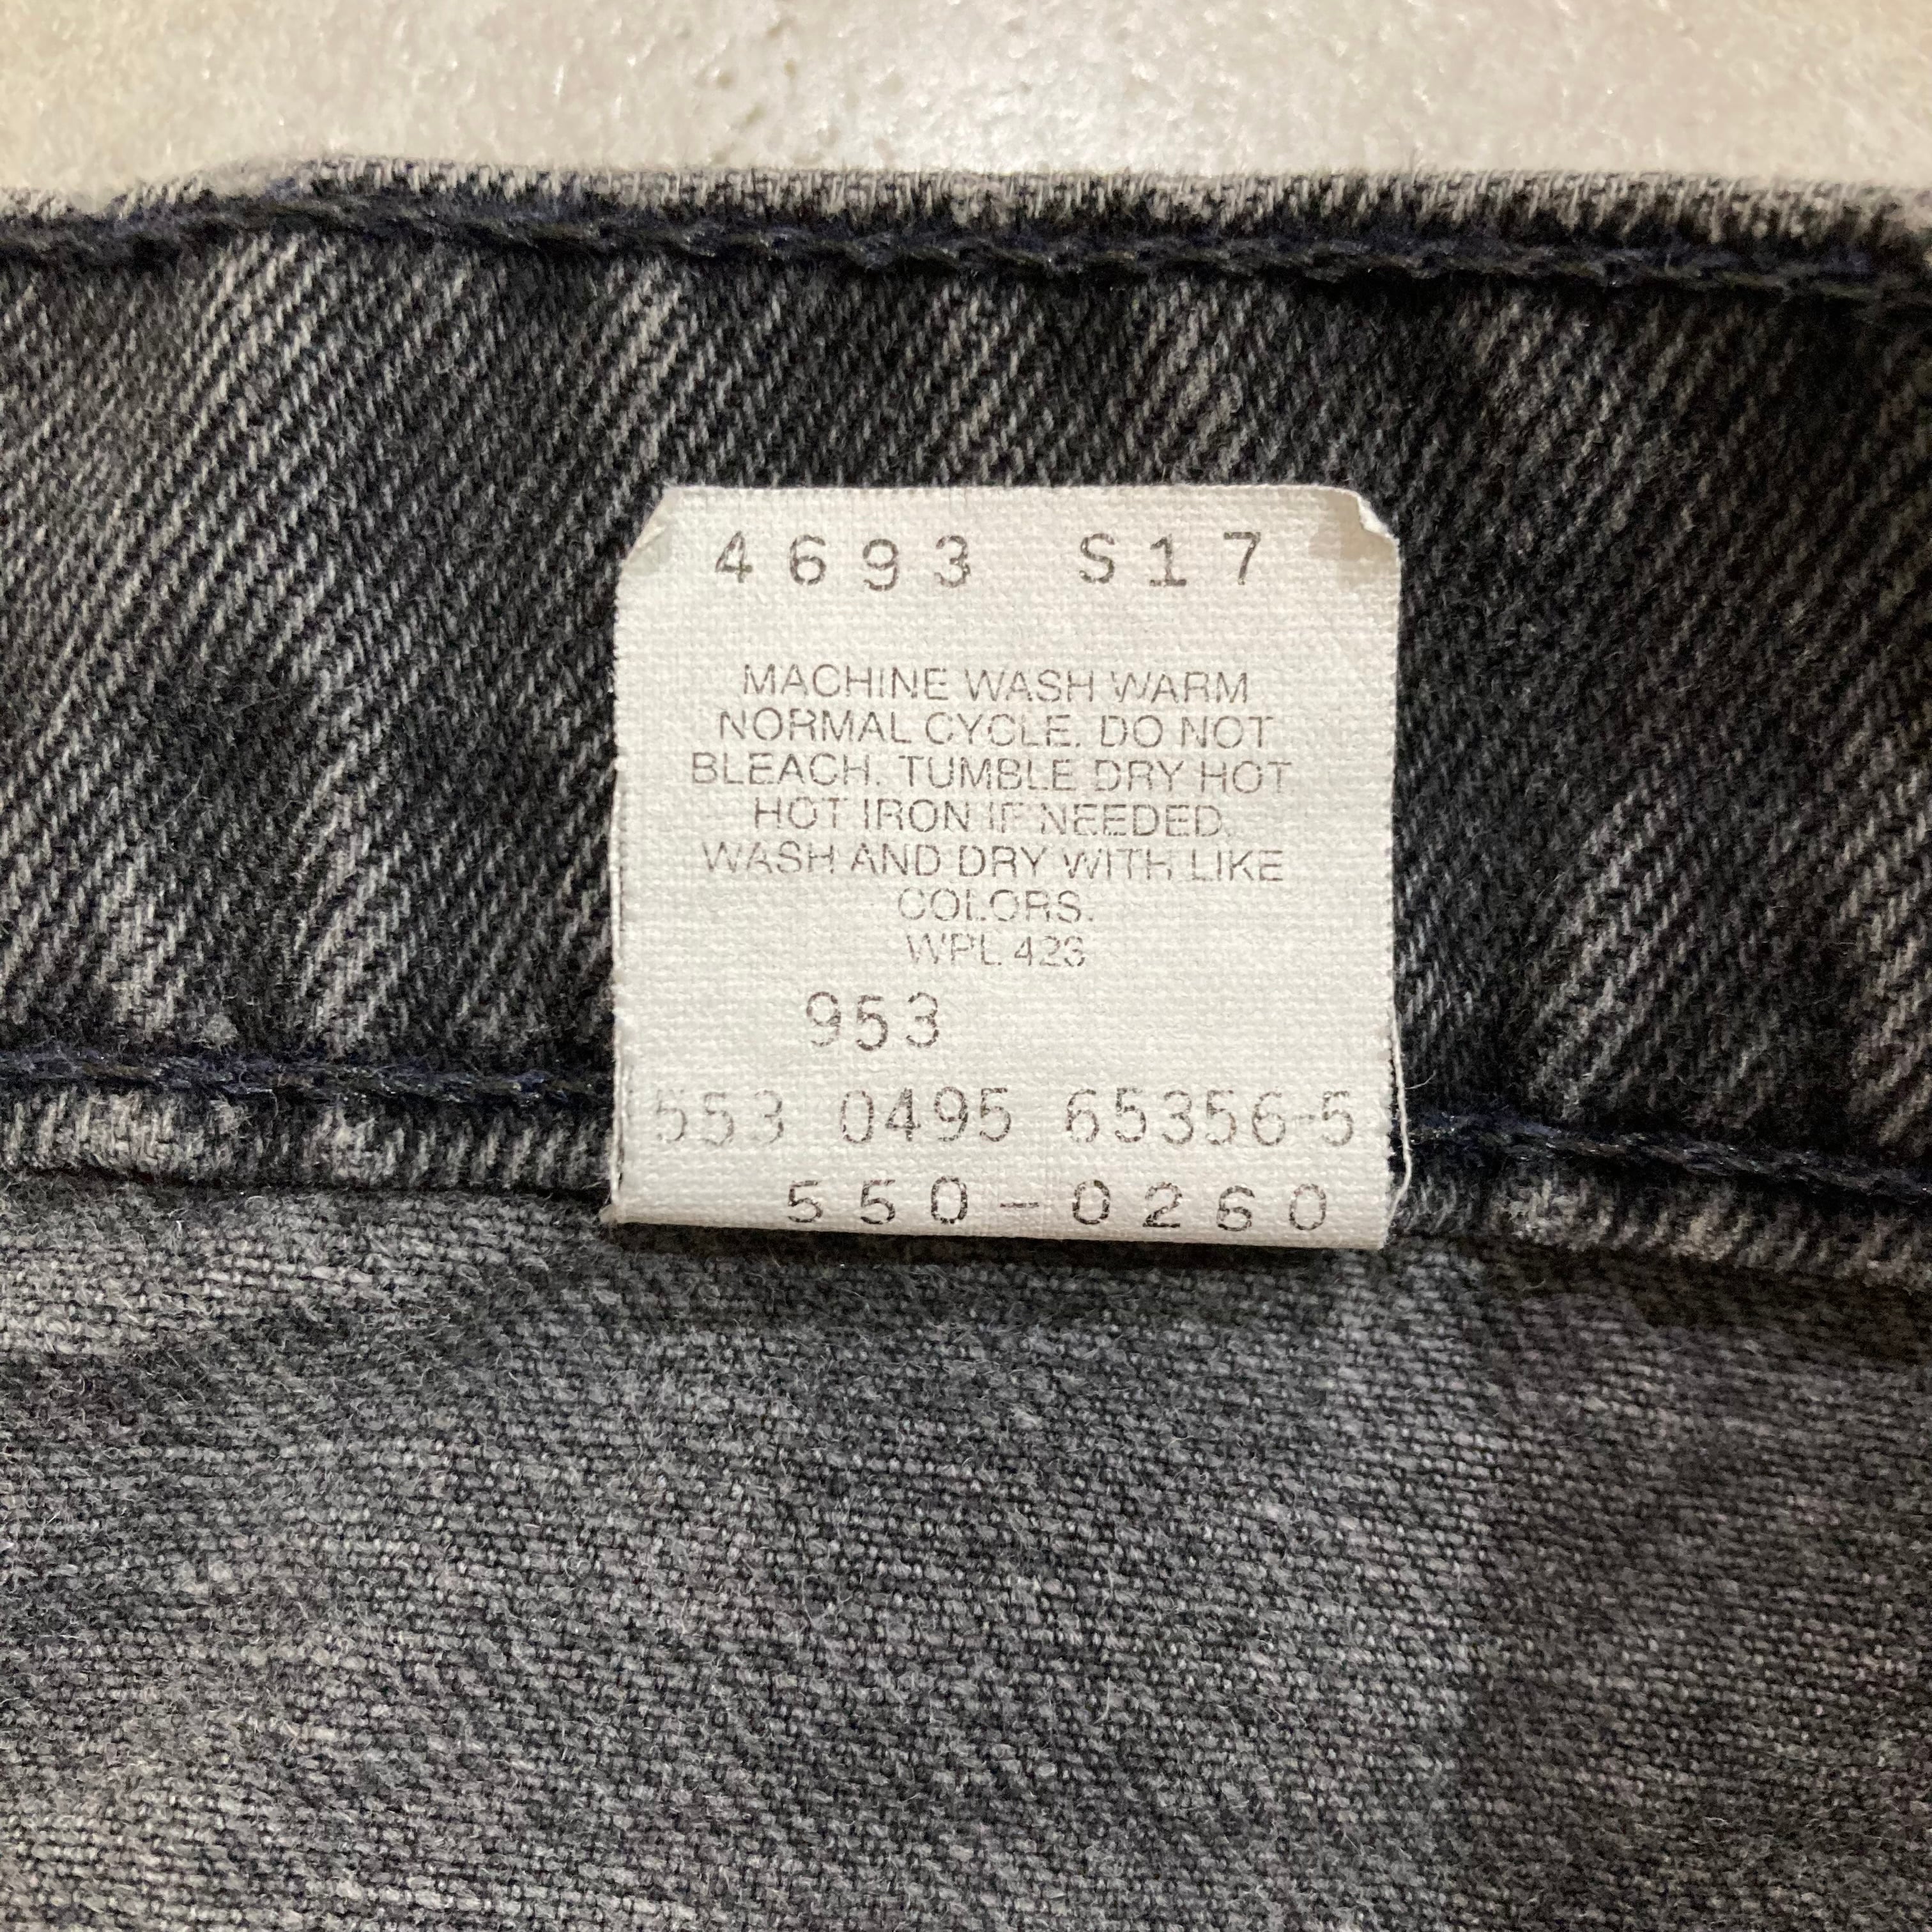 4693 S17
MACHINE WASH WARM
NORMAL CYCLE. DO NOT
BLEACH. TUMBLE DRY HOT
HOT IRON IF NEEDED.
WASH AND DRY WITH LIKE
COLORS.
WPL 423
953
553 0495 65356-5
550-0260